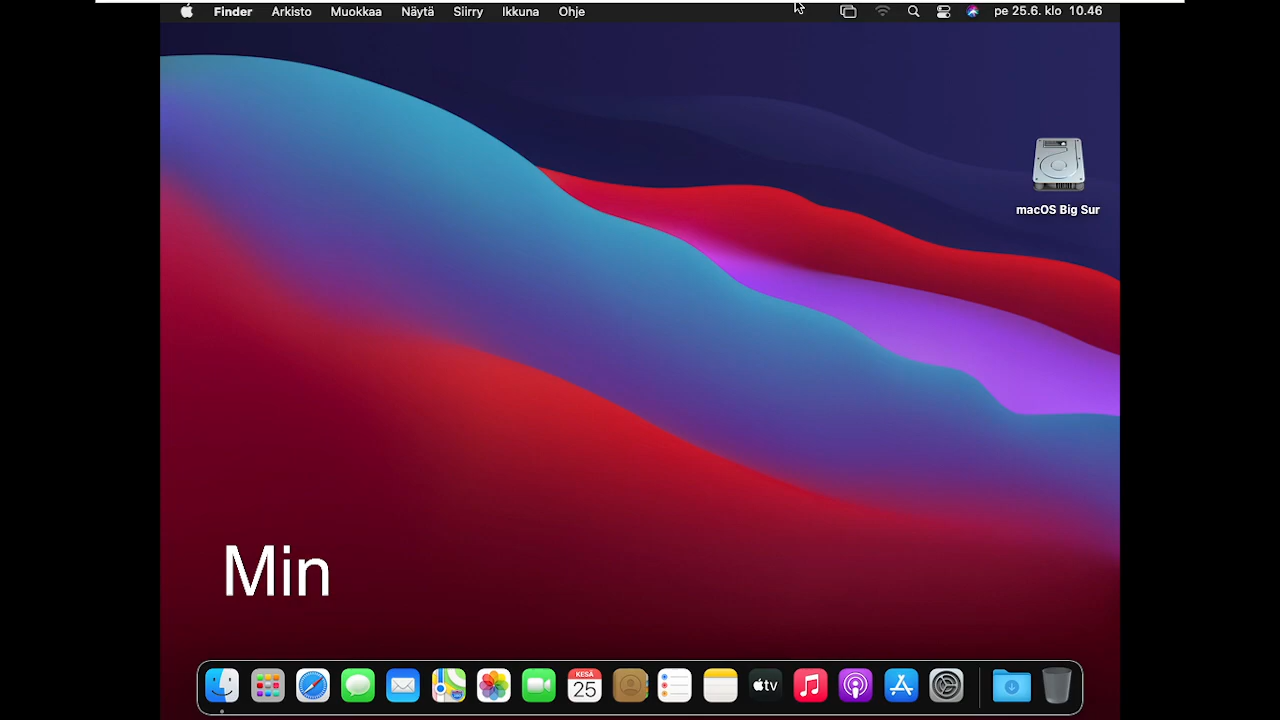 Finder Arkisto Muokkaa Näytä Siirry Ikkuna Ohje pe 25.6. klo 10.46
macOS Big Sur
Min
KESÄ
25
tv